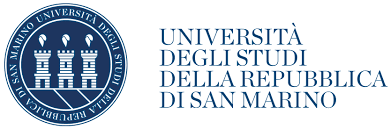 UNIVERSITÀ DEGLI STUDI DELLA REPUBBLICA DI SAN MARINO
UNIVERSITÀ
DEGLI STUDI
DELLA REPUBBLICA
DI SAN MARINO